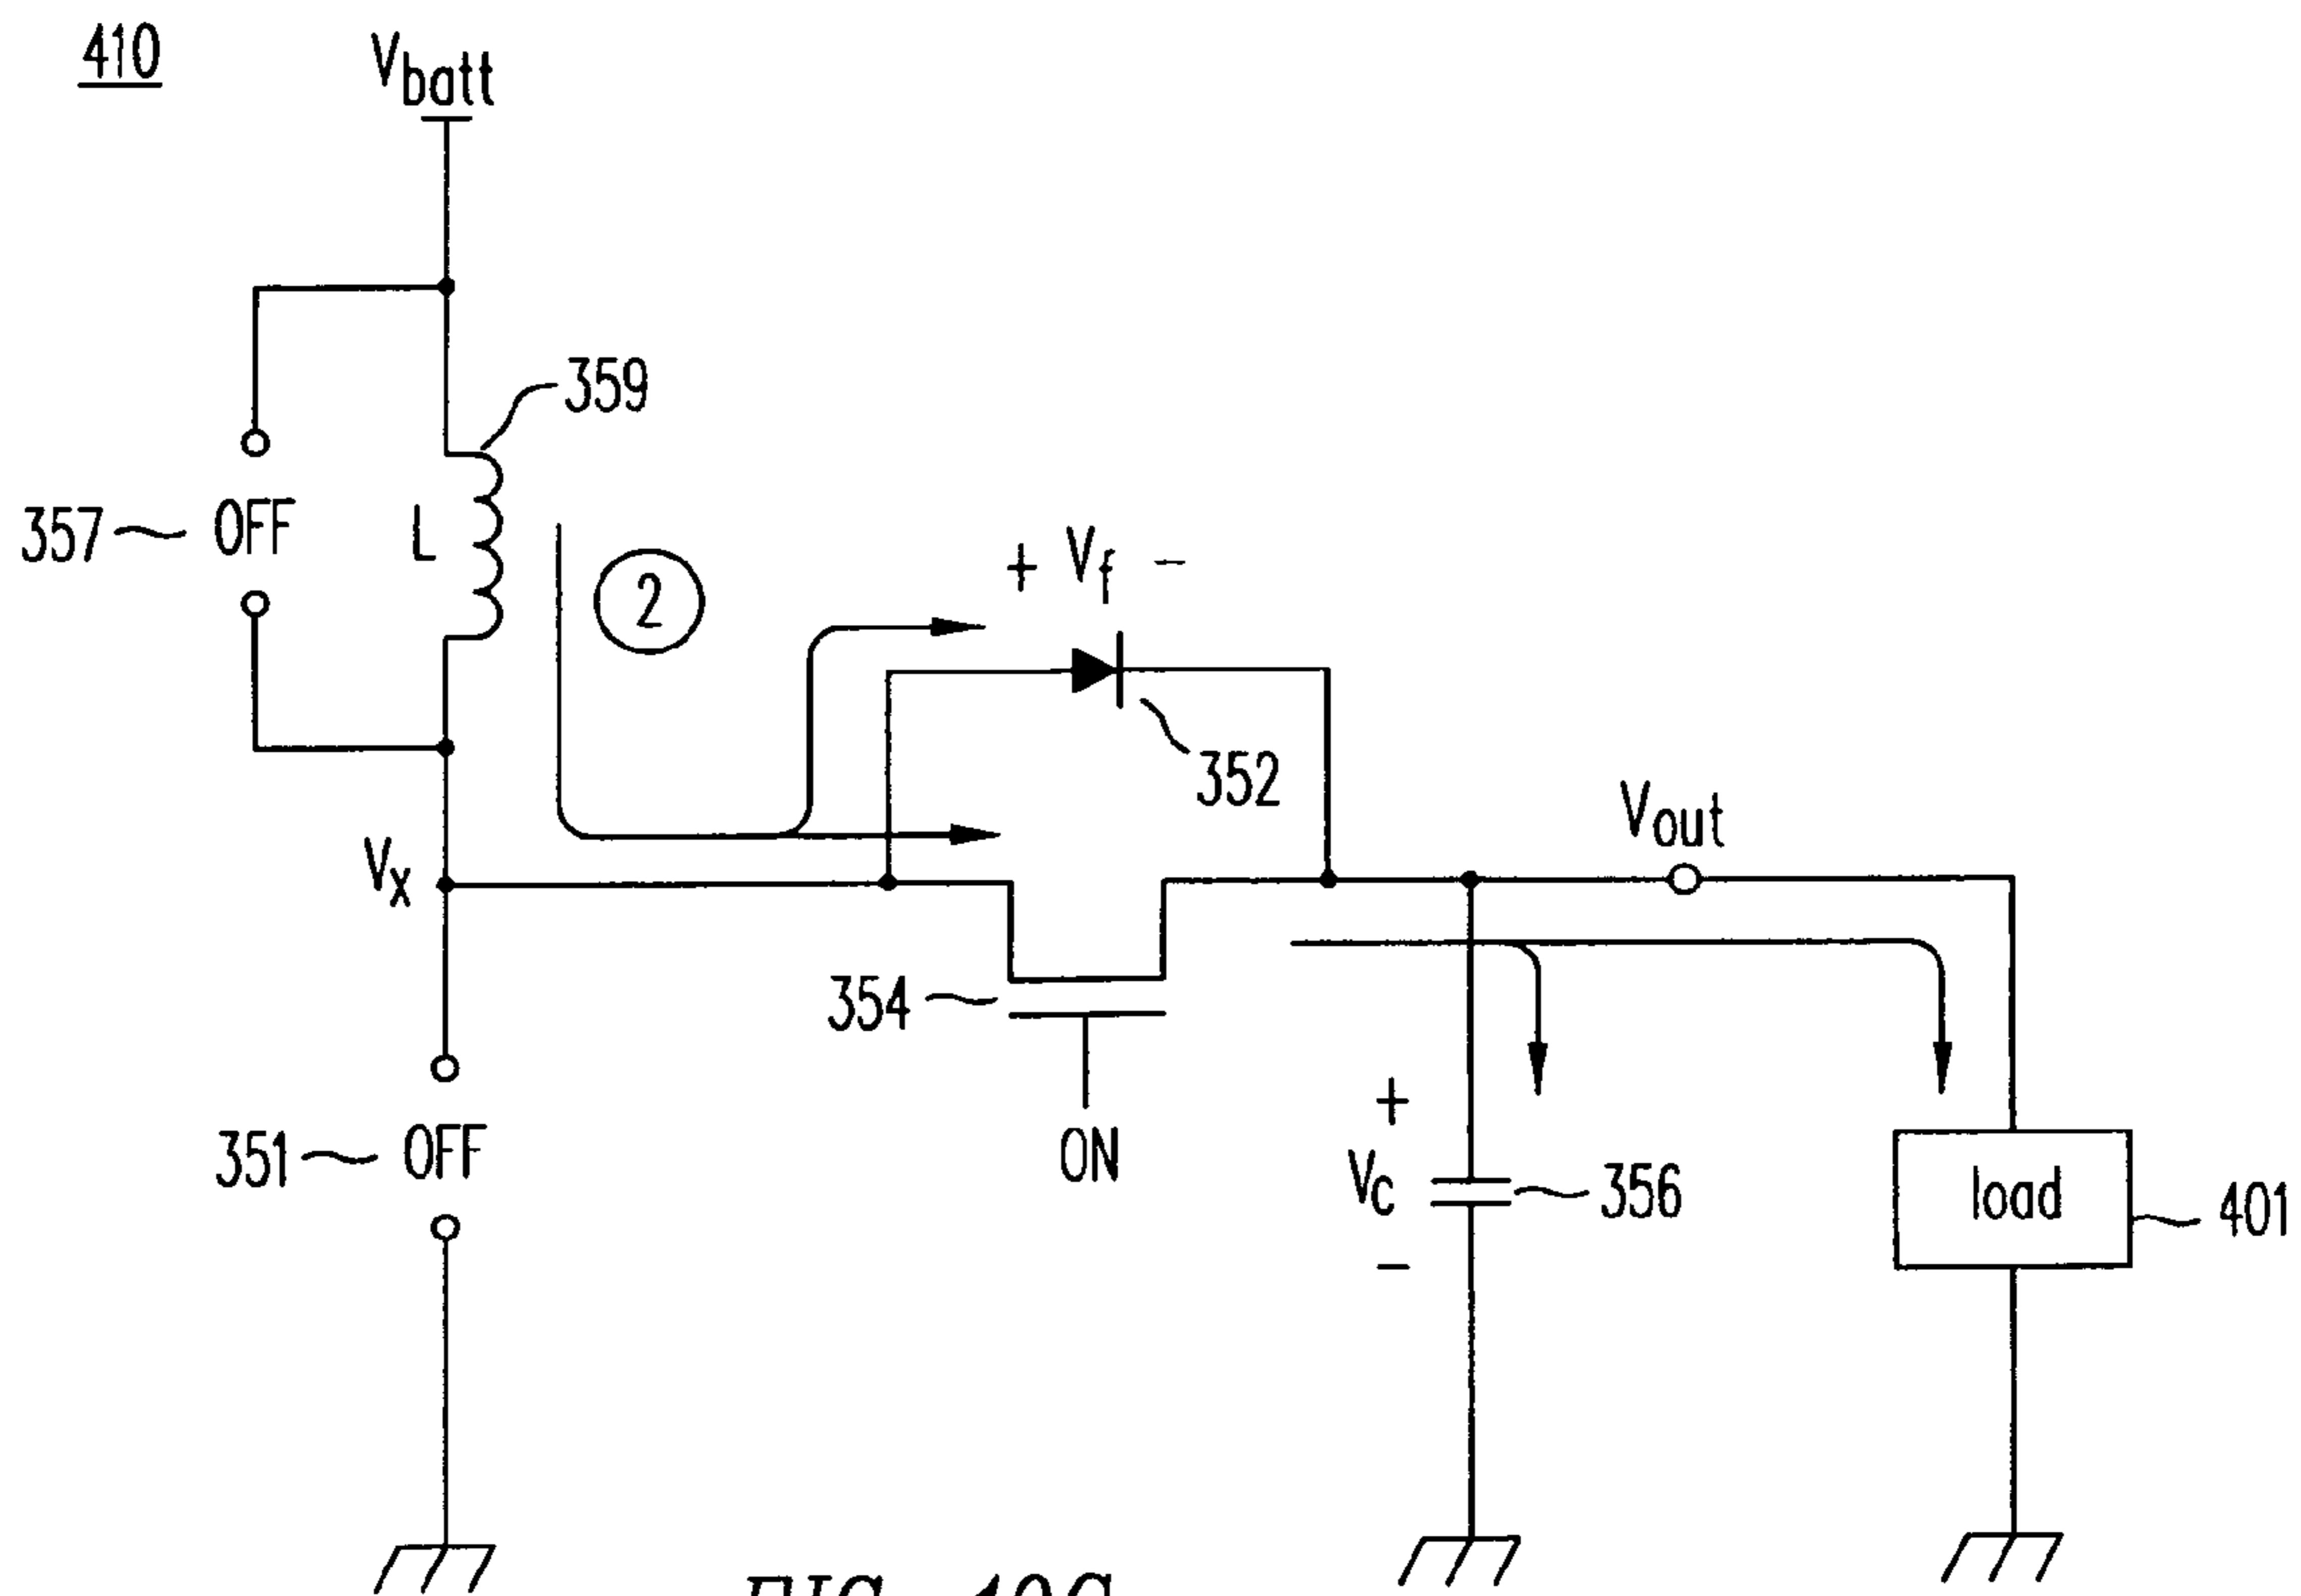 410
Vbatt
359
357
OFF
L
2
+ Vf −
352
Vx
Vout
354
ON
351
OFF
+
Vc
−
356
load
401